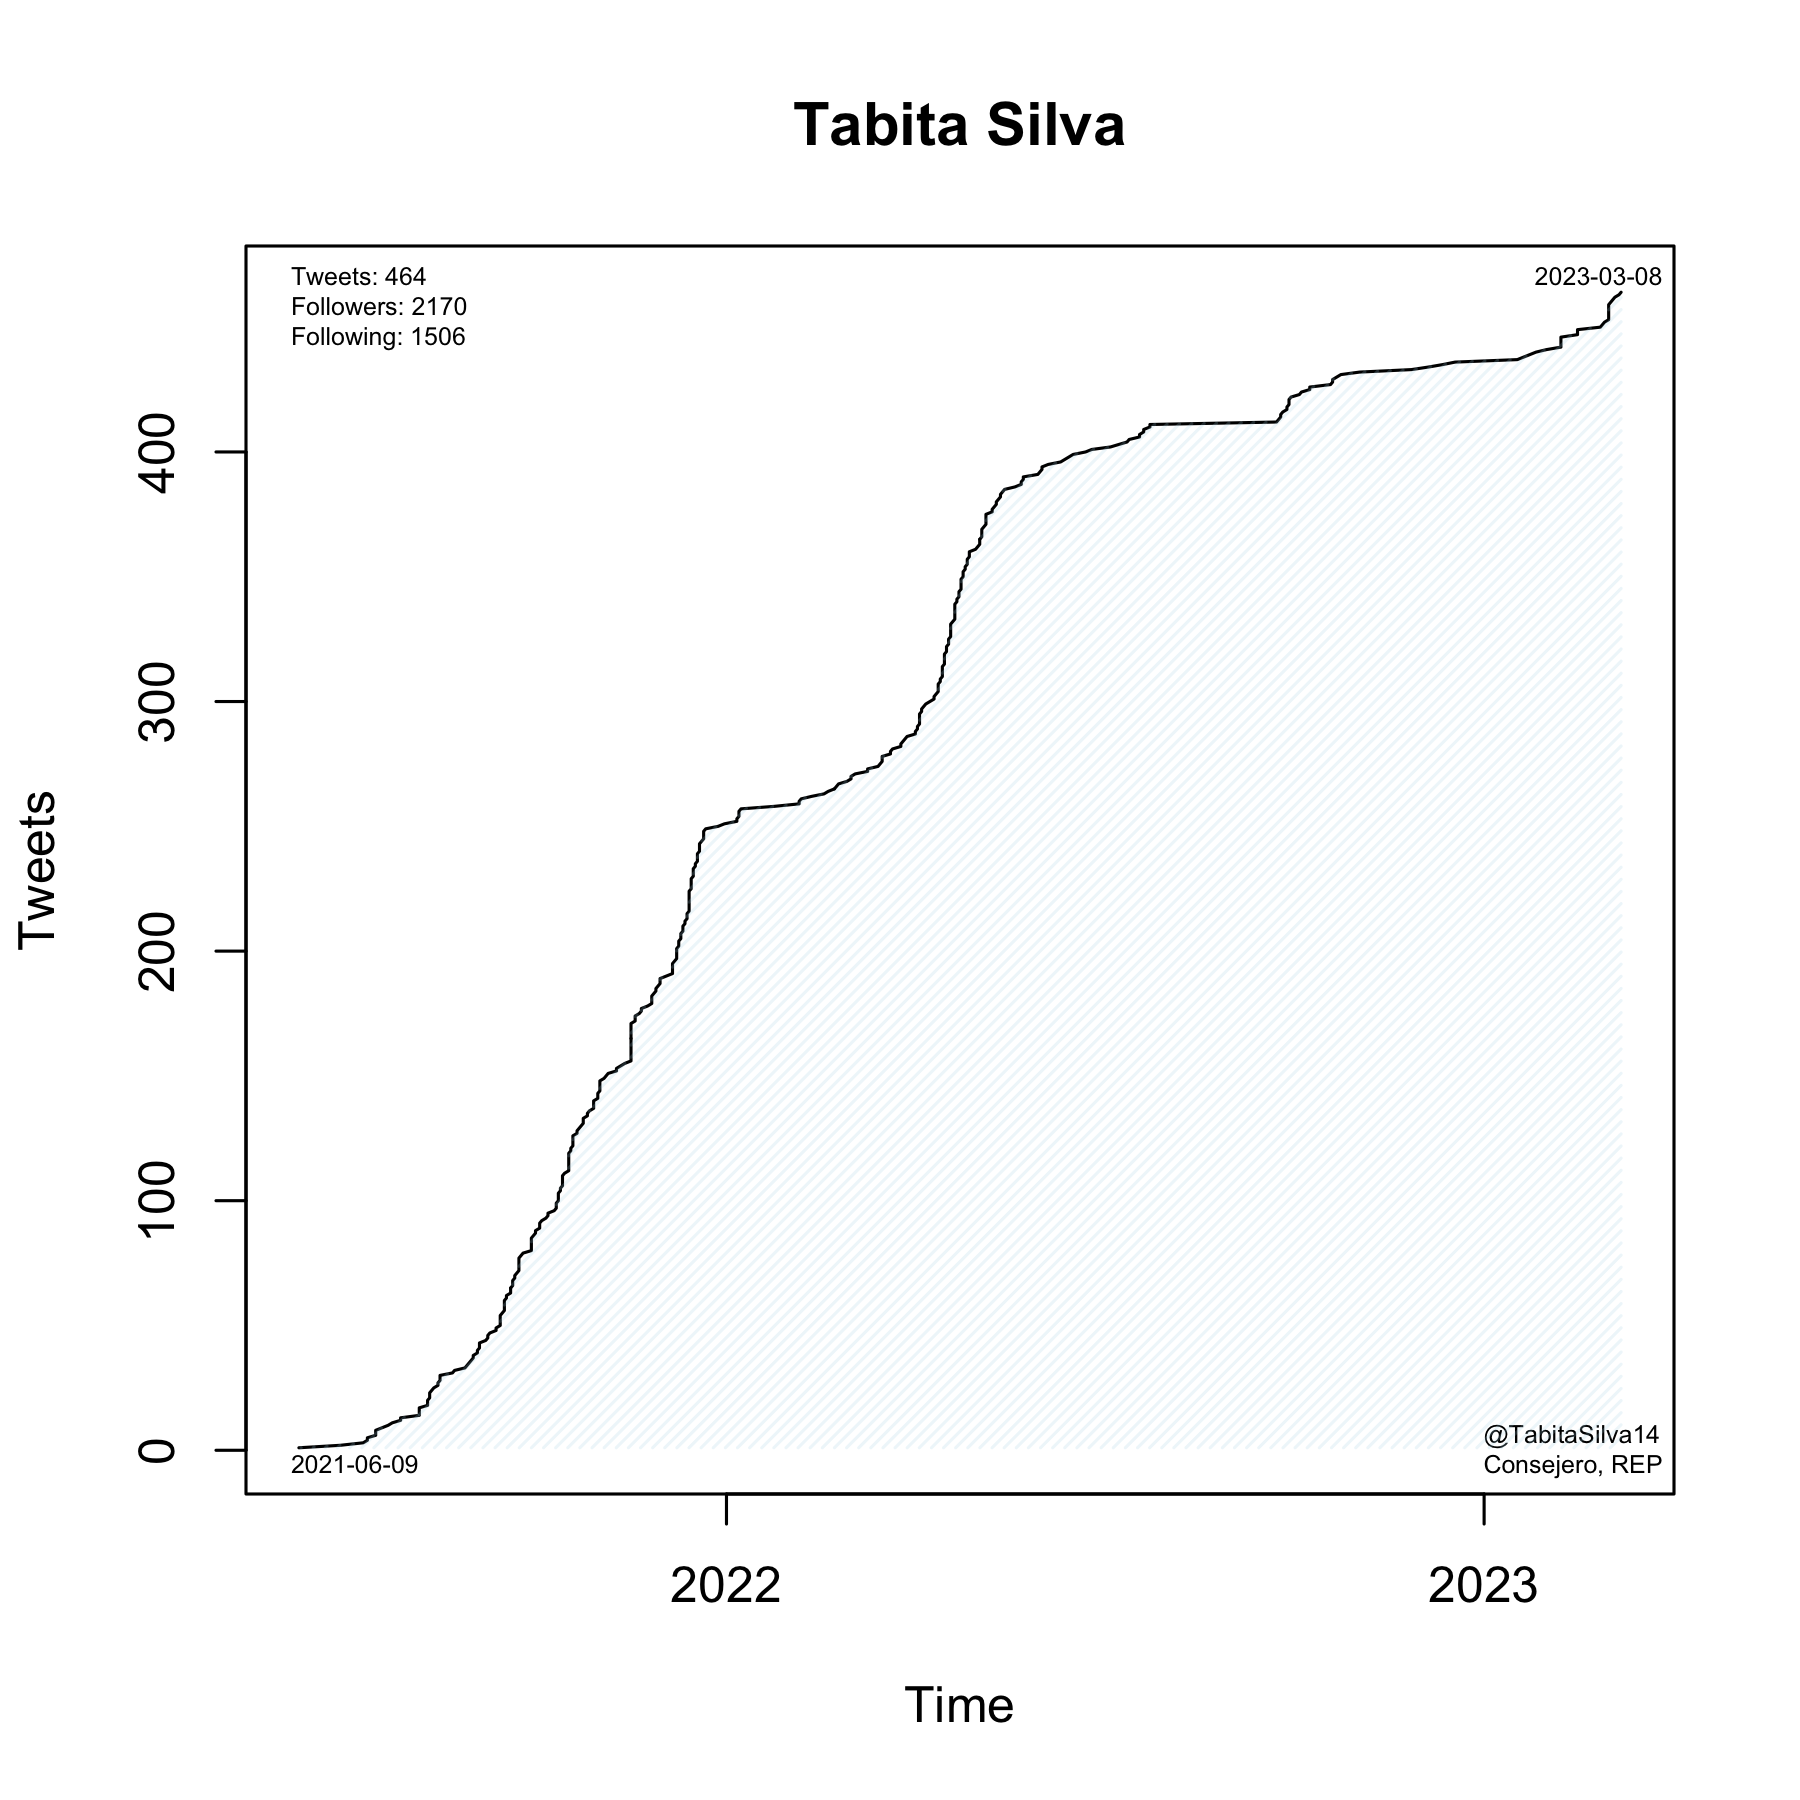 Tabita Silva
Tweets: 464
Followers: 2170
Following: 1506
2023-03-08
400
300
200
100
0
Tweets
2021-06-09
@TabitaSilva14
Consejero, REP
2022
2023
Time